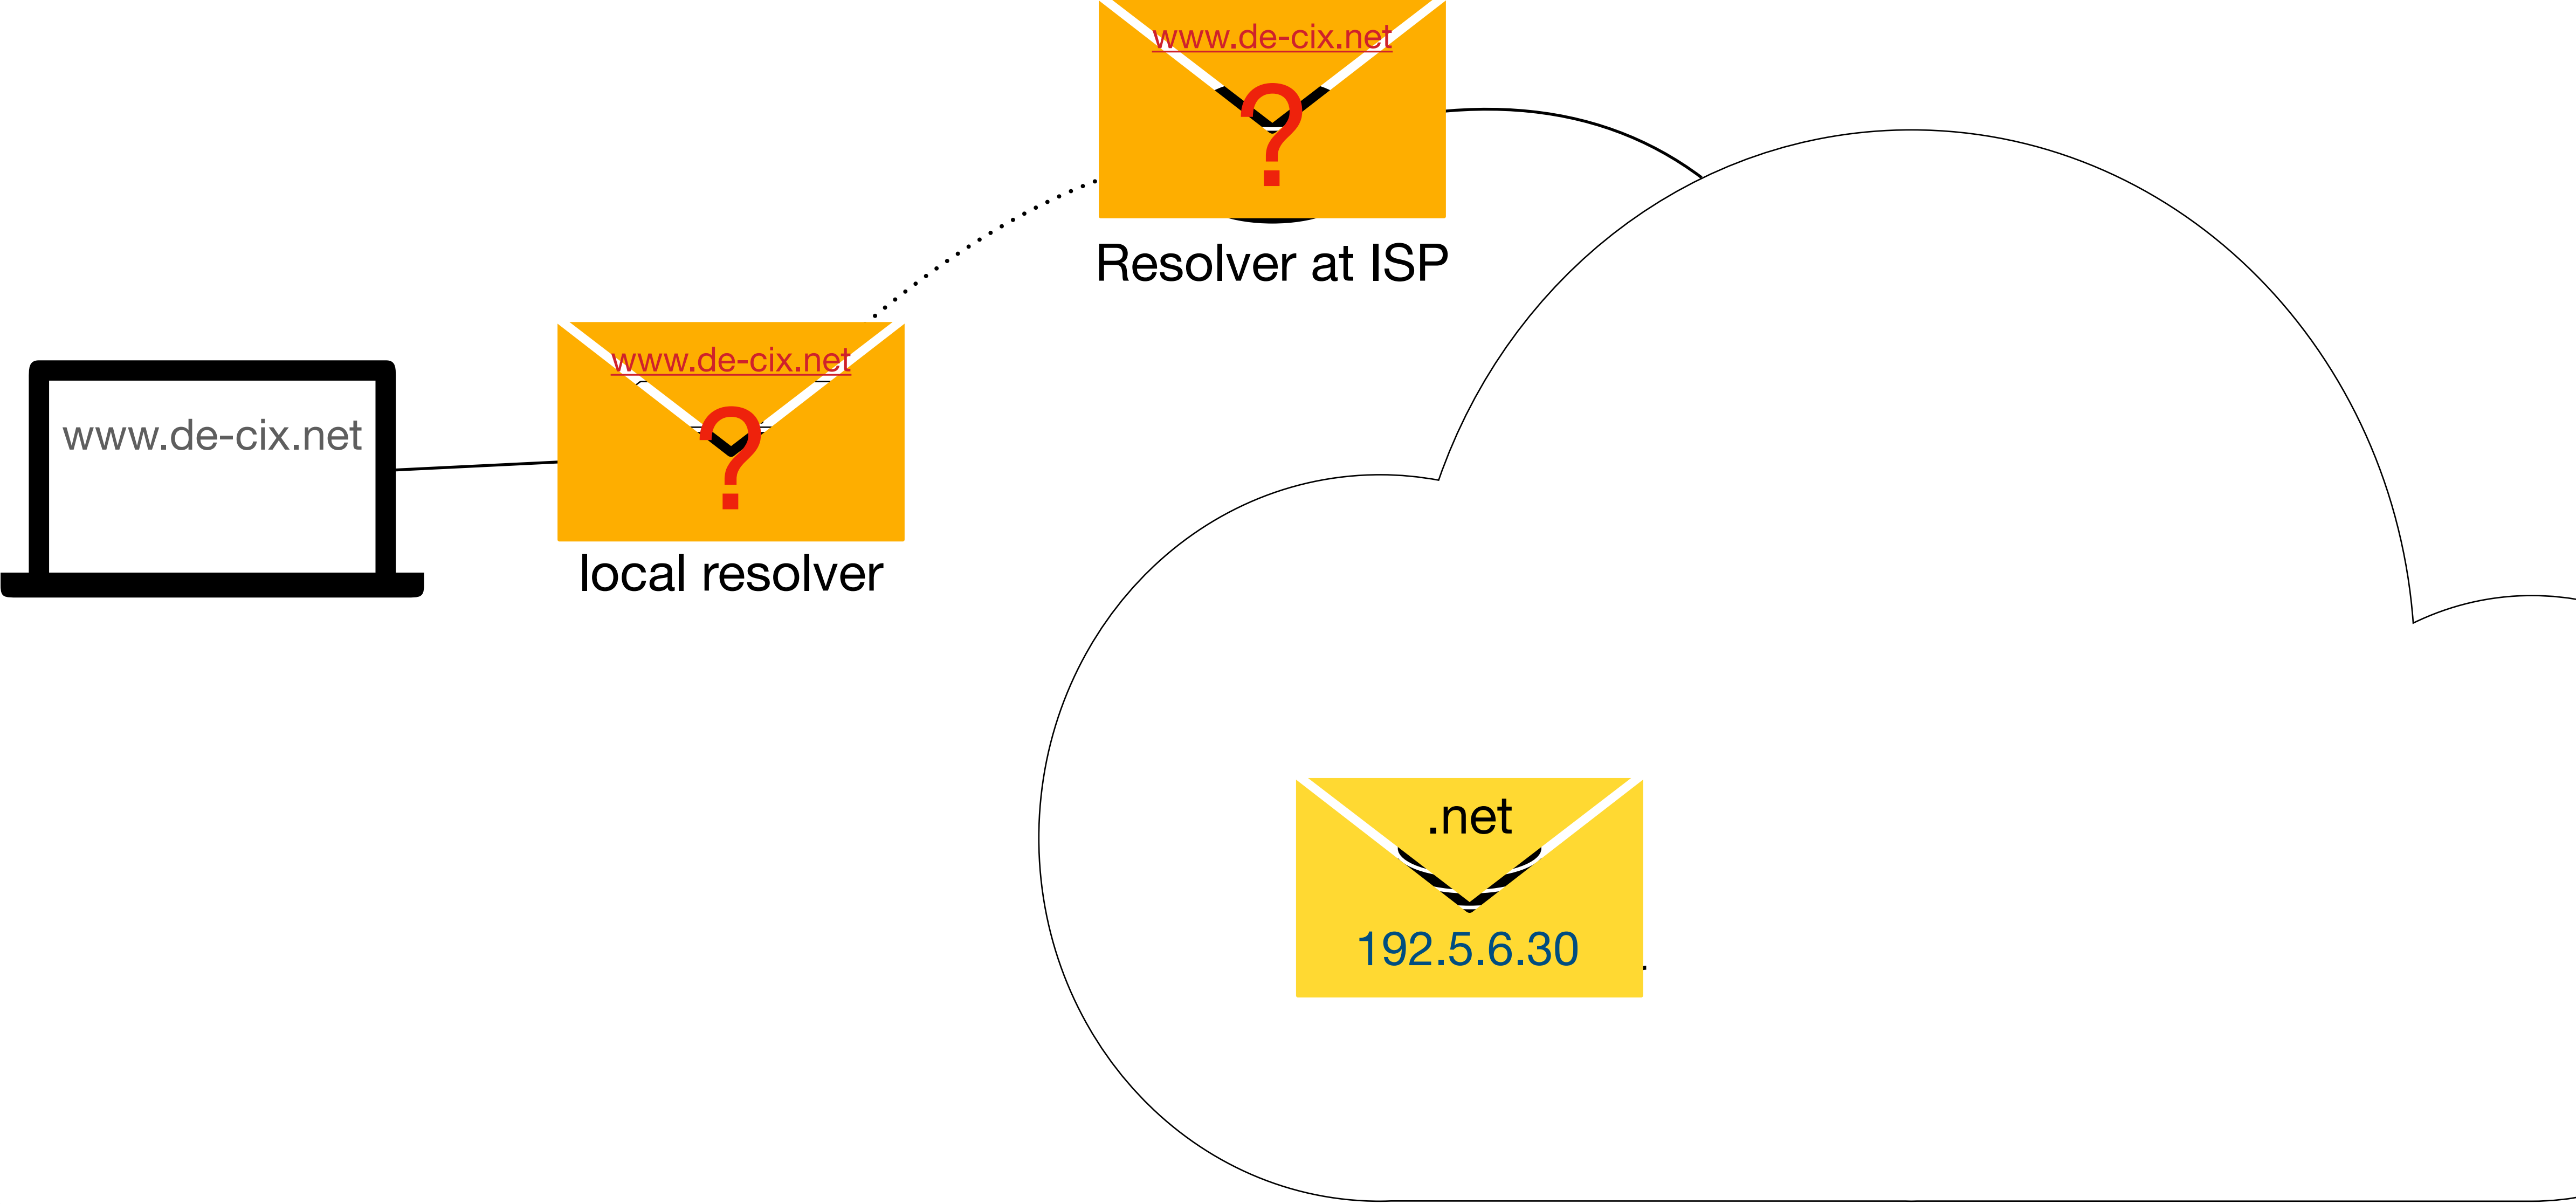 www.de-cix.net
Resolver at ISP
www.de-cix.net
?
?
local resolver
www.de-cix.net
.net
192.5.6.30